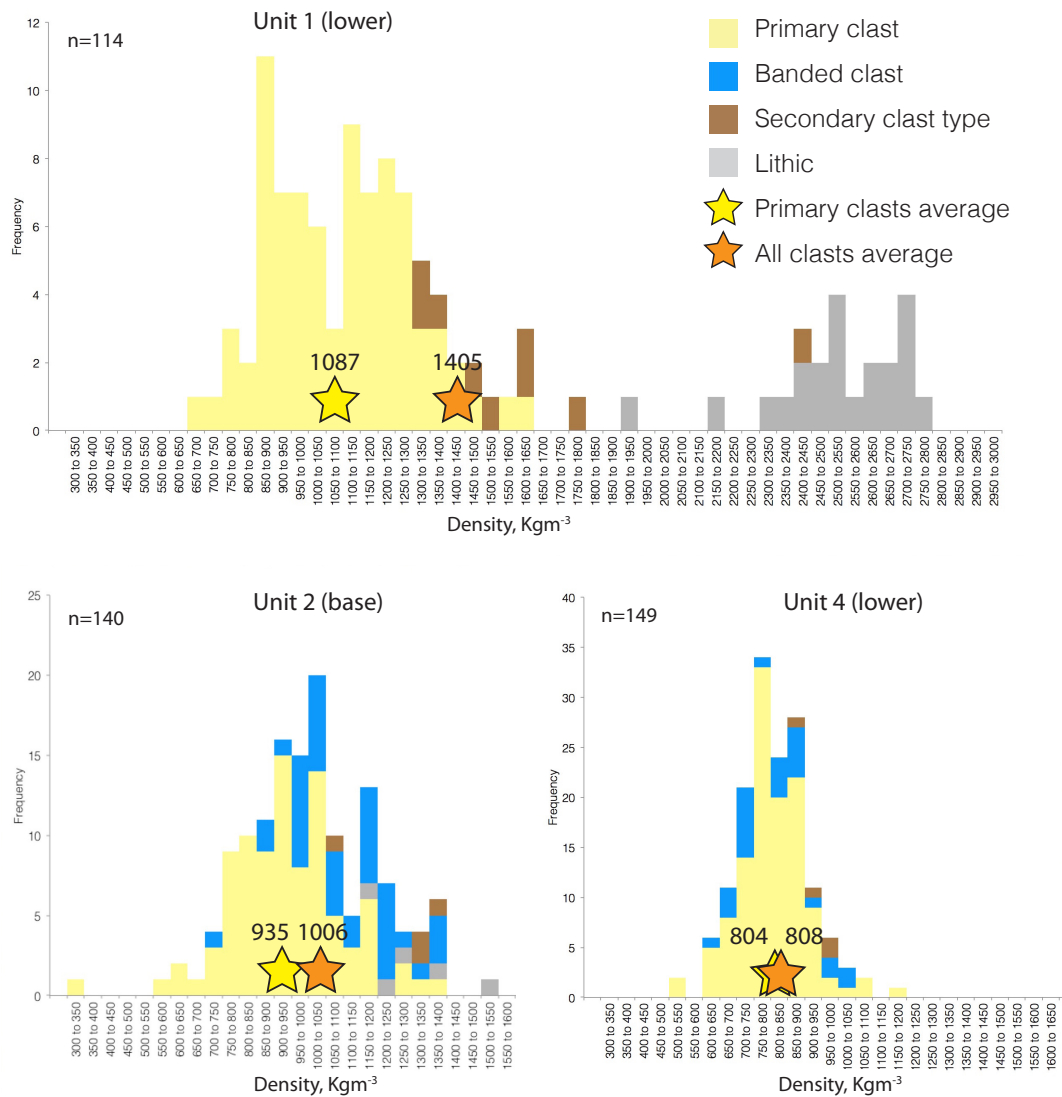 Unit 1 (lower)
n=114
Primary clast
Banded clast
Secondary clast type
Lithic
Primary clasts average
All clasts average
12
10
8
6
4
2
0
Frequency
1087
1405
300 to 350
350 to 400
400 to 450
450 to 500
500 to 550
550 to 600
600 to 650
650 to 700
700 to 750
750 to 800
800 to 850
850 to 900
900 to 950
950 to 1000
1000 to 1050
1050 to 1100
1100 to 1150
1150 to 1200
1200 to 1250
1250 to 1300
1300 to 1350
1350 to 1400
1400 to 1450
1450 to 1500
1500 to 1550
1550 to 1600
1600 to 1650
1650 to 1700
1700 to 1750
1750 to 1800
1800 to 1850
1850 to 1900
1900 to 1950
1950 to 2000
2000 to 2050
2050 to 2100
2100 to 2150
2150 to 2200
2200 to 2250
2250 to 2300
2300 to 2350
2350 to 2400
2400 to 2450
2450 to 2500
2500 to 2550
2550 to 2600
2600 to 2650
2650 to 2700
2700 to 2750
2750 to 2800
2800 to 2850
2850 to 2900
2900 to 2950
2950 to 3000
Density, Kgm⁻³
Unit 2 (base)
n=140
25
20
15
10
5
0
Frequency
935
1006
300 to 350
350 to 400
400 to 450
450 to 500
500 to 550
550 to 600
600 to 650
650 to 700
700 to 750
750 to 800
800 to 850
850 to 900
900 to 950
950 to 1000
1000 to 1050
1050 to 1100
1100 to 1150
1150 to 1200
1200 to 1250
1250 to 1300
1300 to 1350
1350 to 1400
1400 to 1450
1450 to 1500
1500 to 1550
1550 to 1600
Density, Kgm⁻³
Unit 4 (lower)
n=149
40
35
30
25
20
15
10
5
0
Frequency
804
808
300 to 350
350 to 400
400 to 450
450 to 500
500 to 550
550 to 600
600 to 650
650 to 700
700 to 750
750 to 800
800 to 850
850 to 900
900 to 950
950 to 1000
1000 to 1050
1050 to 1100
1100 to 1150
1150 to 1200
1200 to 1250
1250 to 1300
1300 to 1350
1350 to 1400
1400 to 1450
1450 to 1500
1500 to 1550
1550 to 1600
1600 to 1650
Density, Kgm⁻³